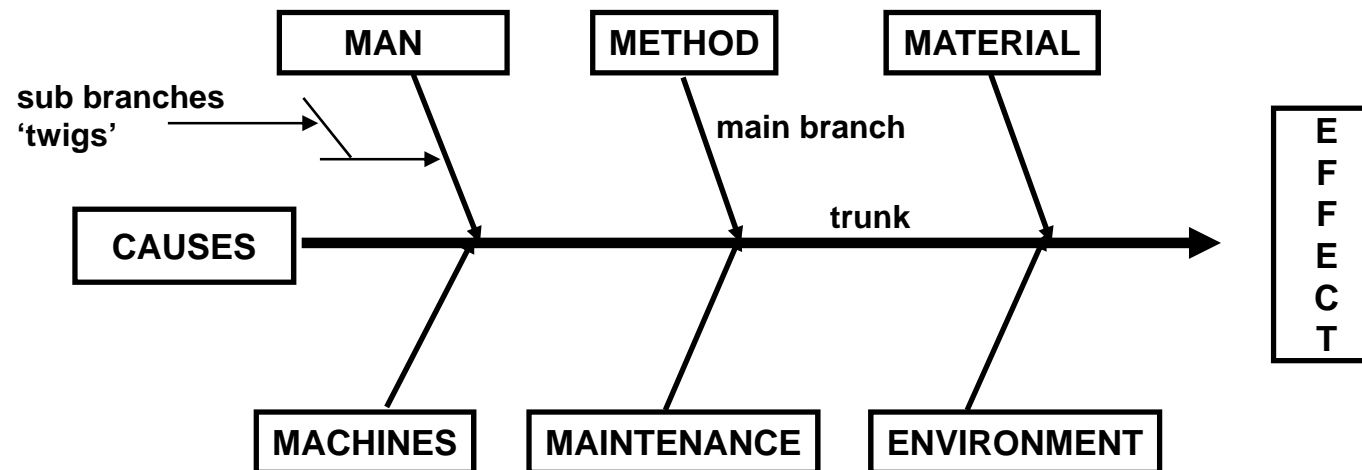 MAN
METHOD
MATERIAL
sub branches
‘twigs’
main branch
trunk
CAUSES
E
F
F
E
C
T
MACHINES
MAINTENANCE
ENVIRONMENT